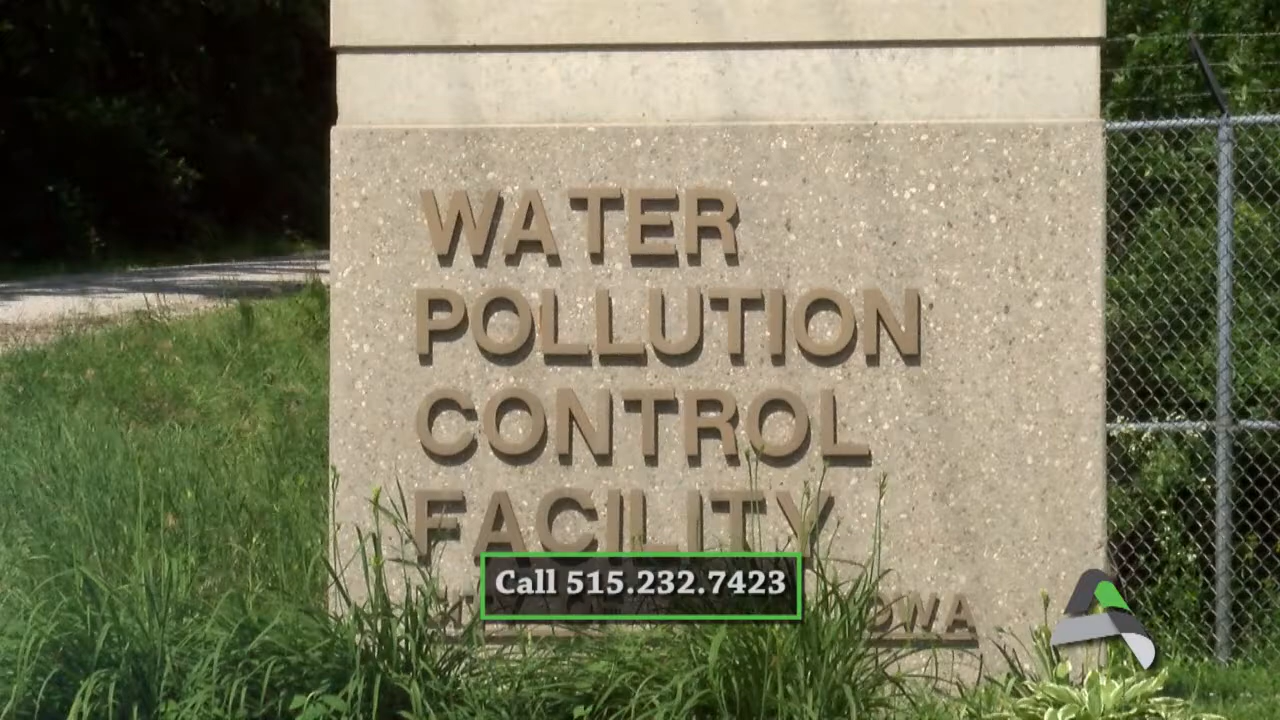 WATER
POLLUTION
CONTROL
FACILITY
Call 515.232.7423